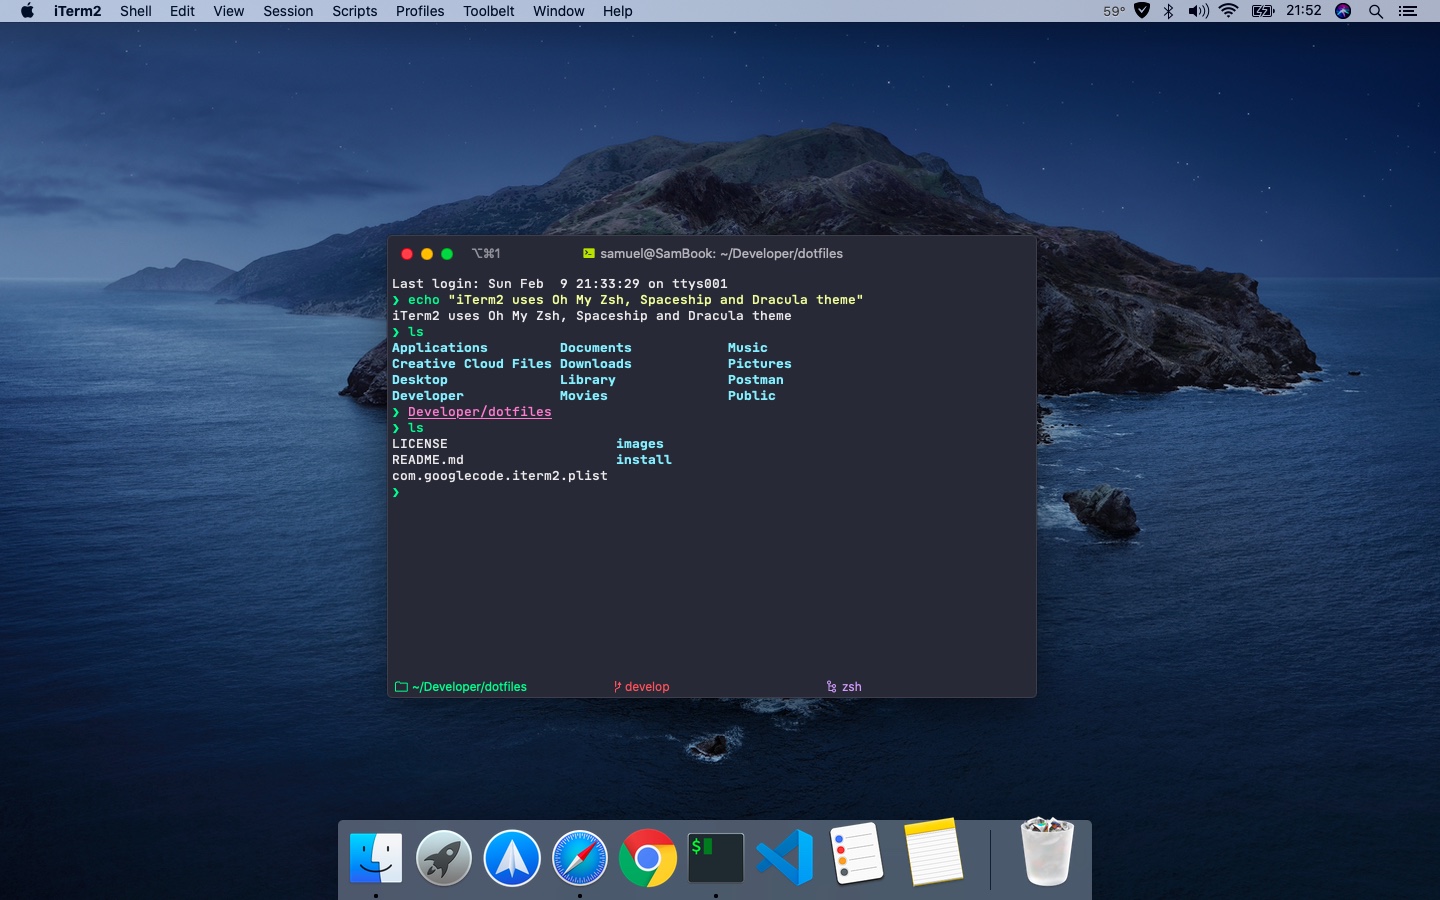 iTerm2 Shell Edit View Session Scripts Profiles Toolbelt Window Help 59° 21:52
⌥⌘1 samuel@SamBook: ~/Developer/dotfiles
Last login: Sun Feb  9 21:33:29 on ttys001
❯ echo "iTerm2 uses Oh My Zsh, Spaceship and Dracula theme"
iTerm2 uses Oh My Zsh, Spaceship and Dracula theme
❯ ls
Applications Documents Music
Creative Cloud Files Downloads Pictures
Desktop Library Postman
Developer Movies Public
❯ Developer/dotfiles
❯ ls
LICENSE images
README.md install
com.googlecode.iterm2.plist
❯
~/Developer/dotfiles develop zsh
$